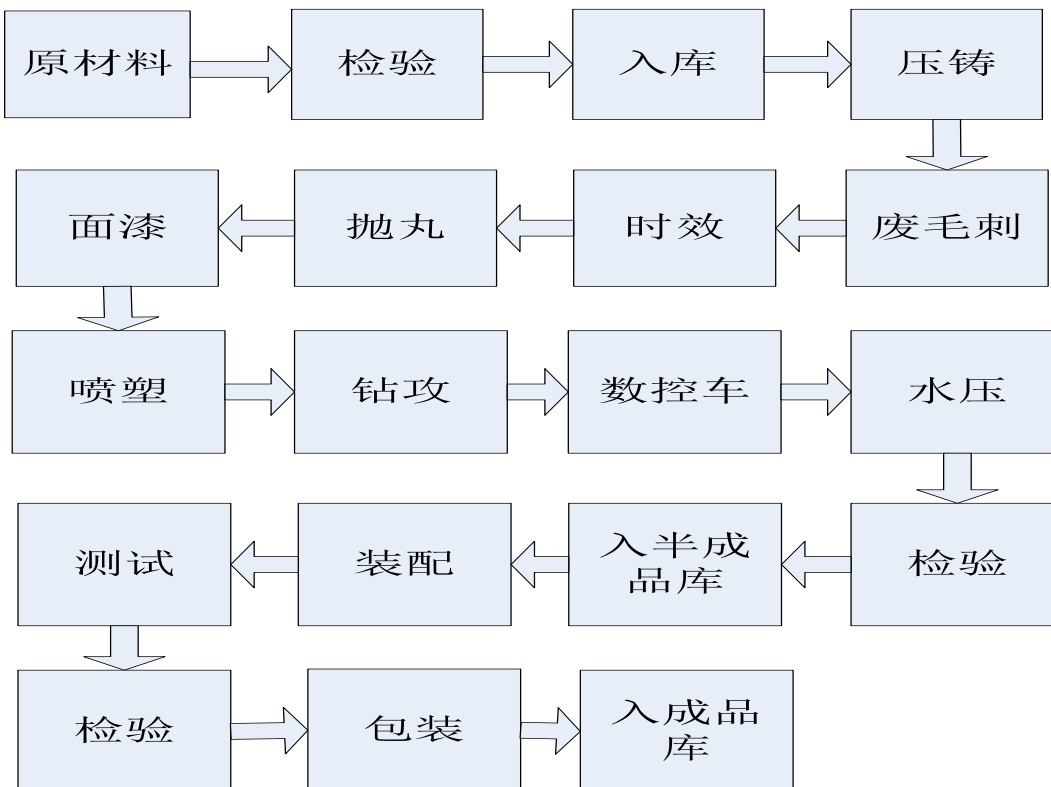 原材料
检验
入库
压铸
废毛刺
时效
抛丸
面漆
喷塑
钻攻
数控车
水压
检验
入半成
品库
装配
测试
检验
包装
入成品
库